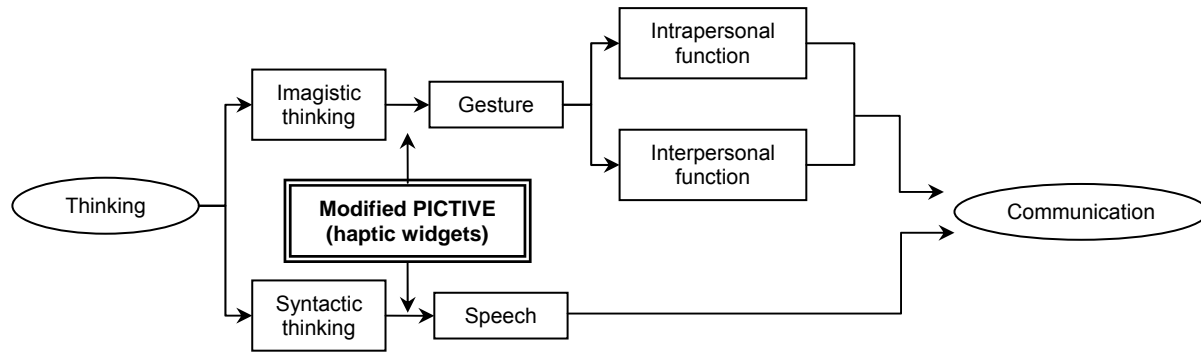 Intrapersonal
function
Imagistic
thinking
Gesture
Interpersonal
function
Thinking
Modified PICTIVE
(haptic widgets)
Communication
Syntactic
thinking
Speech